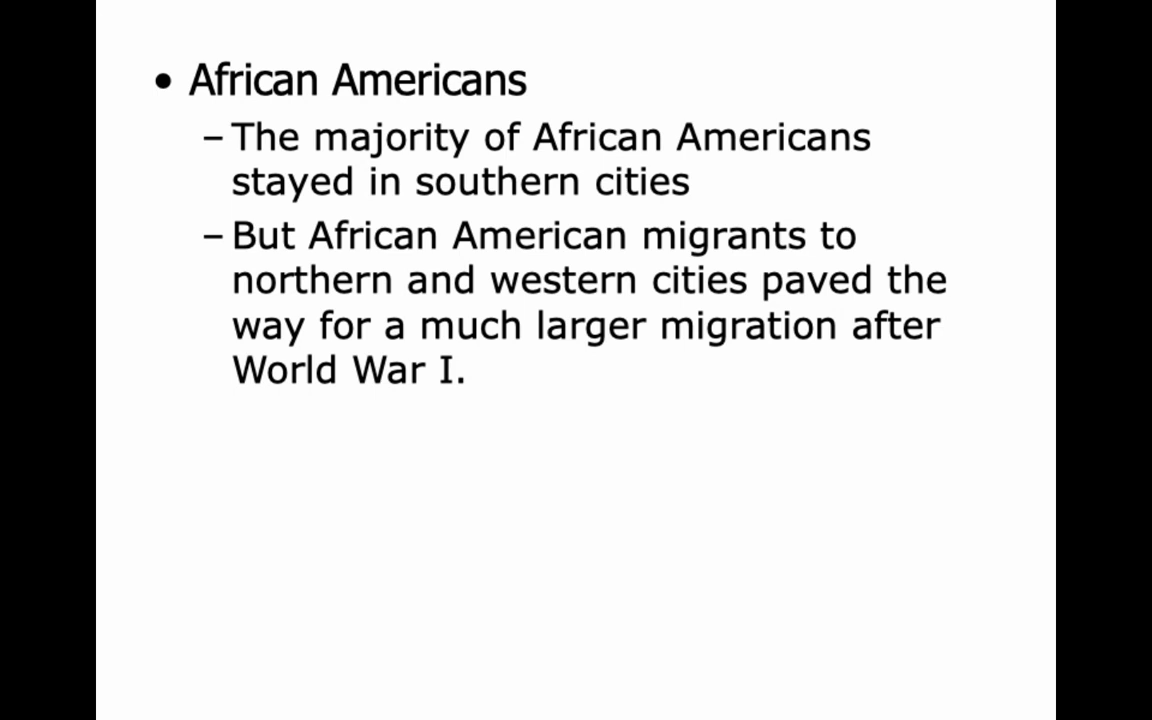 • African Americans
– The majority of African Americans
stayed in southern cities
– But African American migrants to
northern and western cities paved the
way for a much larger migration after
World War I.